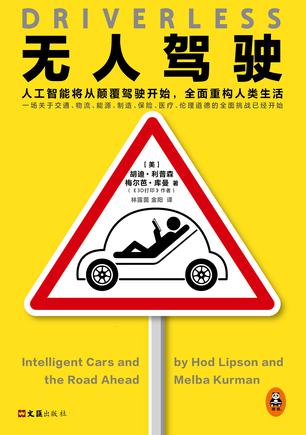 DRIVERLESS
无人驾驶
人工智能将从颠覆驾驶开始，全面重构人类生活
一场关于交通、物流、能源、制造、保险、医疗、伦理道德的全面挑战已经开始
［美］
胡迪·利普森
梅尔芭·库曼 著
（《3D打印》作者）
林露茵 金阳 译
Intelligent Cars and
the Road Ahead
by Hod Lipson and
Melba Kurman
文匯出版社